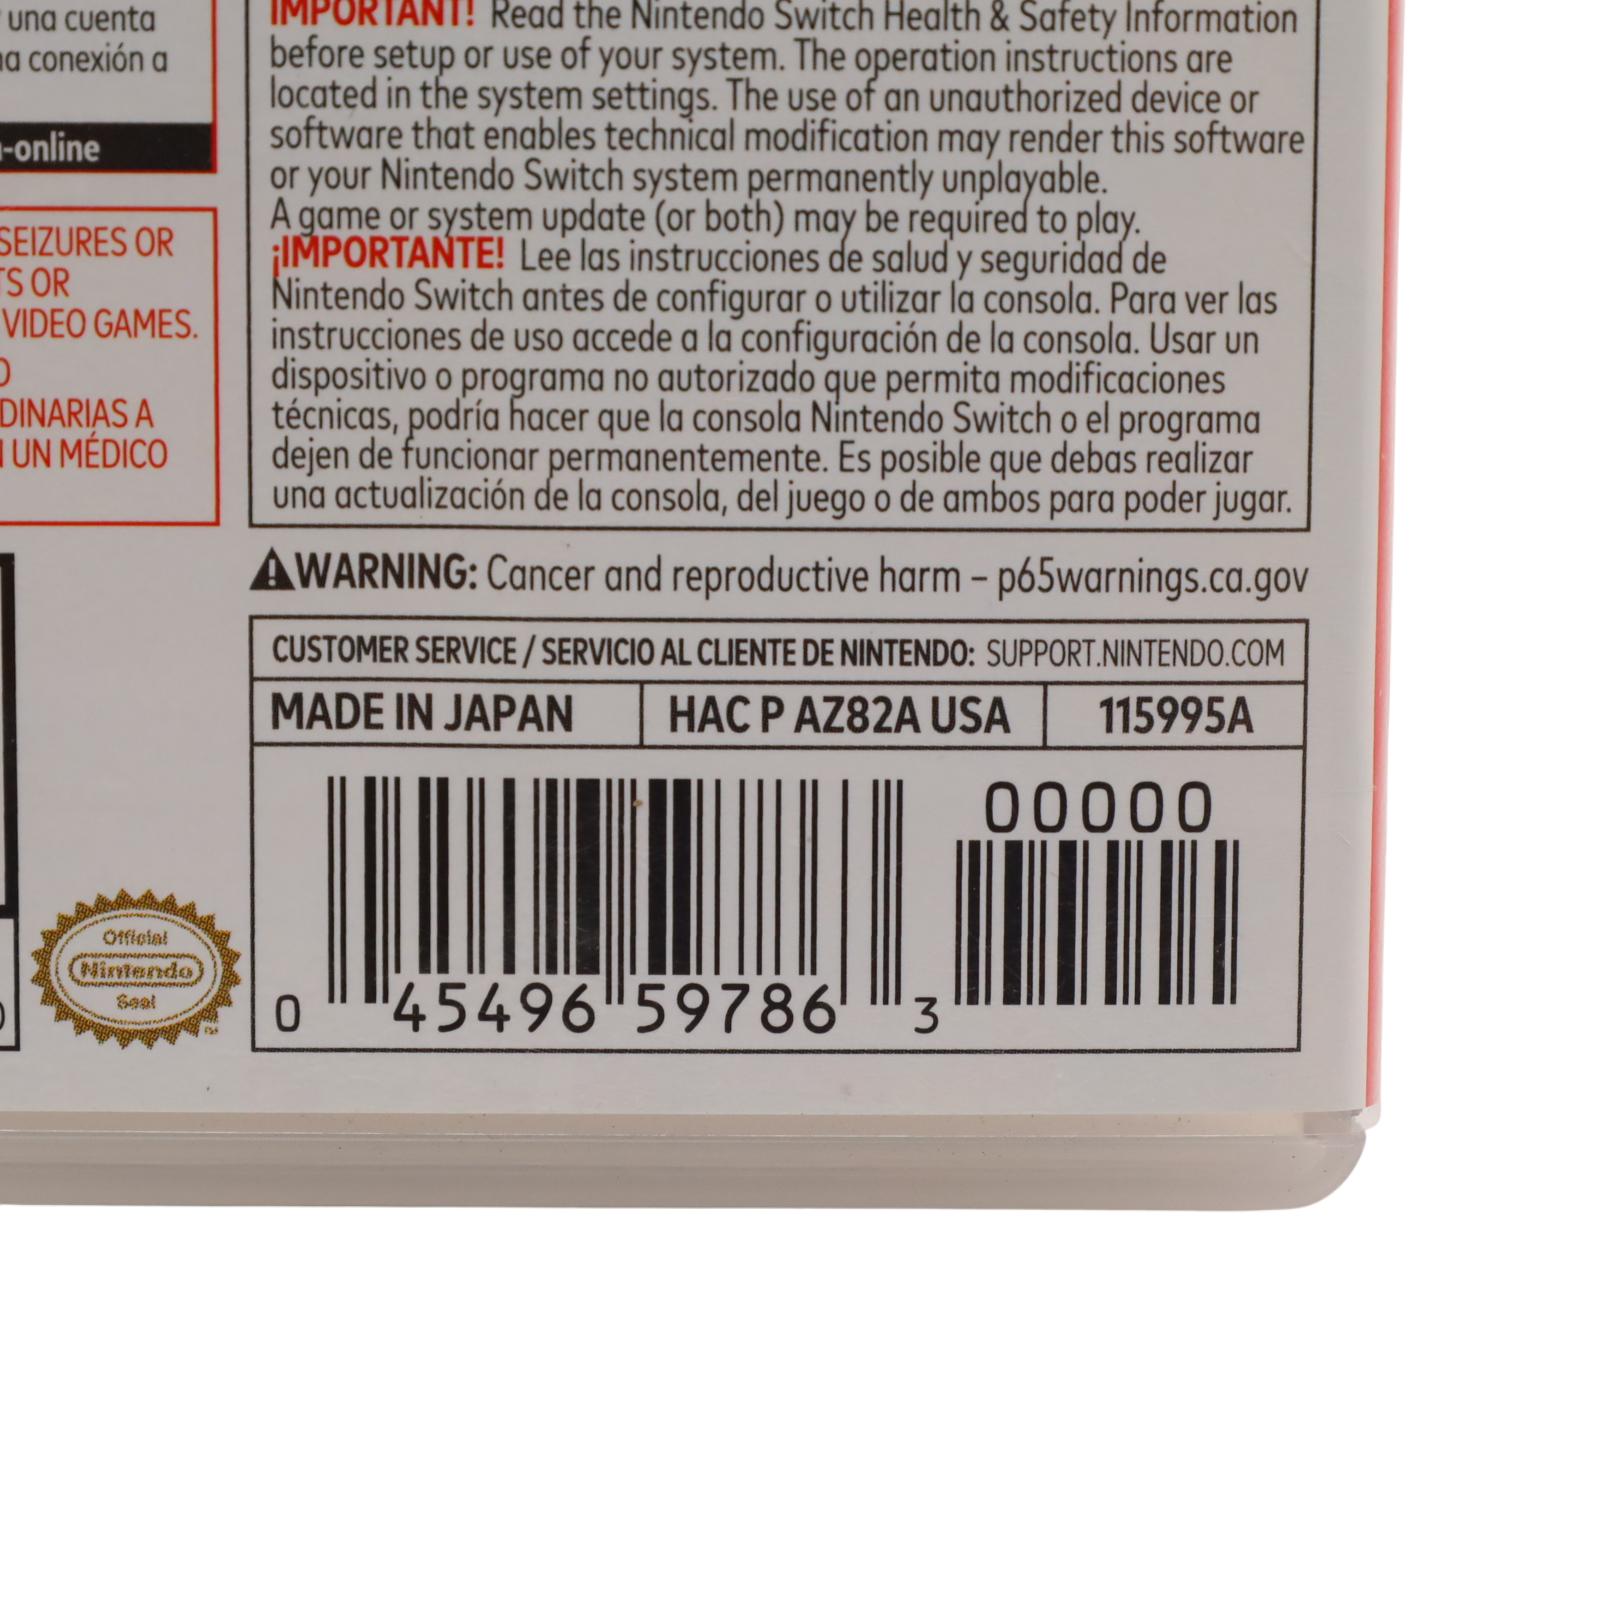 una cuenta
a conexión a
-online
SEIZURES OR
TS OR
VIDEO GAMES.
O
DINARIAS A
UN MÉDICO
IMPORTANT! Read the Nintendo Switch Health & Safety Information
before setup or use of your system. The operation instructions are
located in the system settings. The use of an unauthorized device or
software that enables technical modification may render this software
or your Nintendo Switch system permanently unplayable.
A game or system update (or both) may be required to play.
¡IMPORTANTE! Lee las instrucciones de salud y seguridad de
Nintendo Switch antes de configurar o utilizar la consola. Para ver las
instrucciones de uso accede a la configuración de la consola. Usar un
dispositivo o programa no autorizado que permita modificaciones
técnicas, podría hacer que la consola Nintendo Switch o el programa
dejen de funcionar permanentemente. Es posible que debas realizar
una actualización de la consola, del juego o de ambos para poder jugar.
⚠WARNING: Cancer and reproductive harm – p65warnings.ca.gov
CUSTOMER SERVICE / SERVICIO AL CLIENTE DE NINTENDO: SUPPORT.NINTENDO.COM
MADE IN JAPAN HAC P AZ82A USA 115995A
00000
0 45496 59786 3
Official
Nintendo
Seal
TM